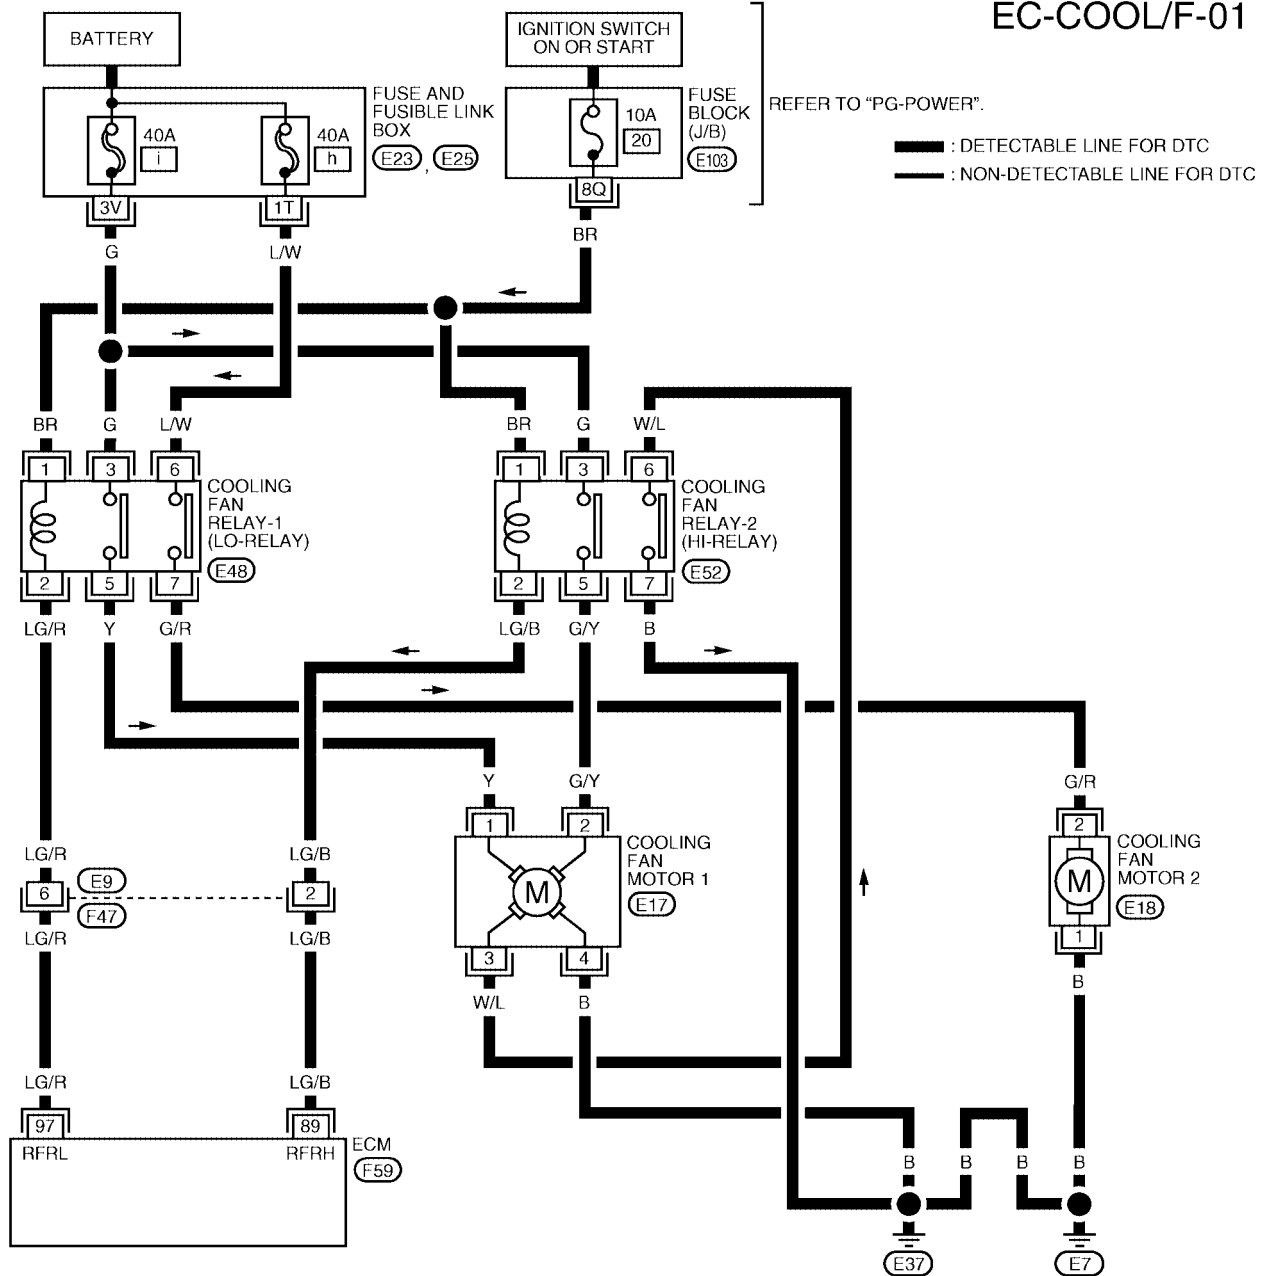 EC-COOL/F-01
BATTERY
IGNITION SWITCH
ON OR START
FUSE AND
FUSIBLE LINK
BOX
E23 , E25
40A
i
40A
h
10A
20
FUSE
BLOCK
(J/B)
E103
REFER TO “PG-POWER”.
: DETECTABLE LINE FOR DTC
: NON-DETECTABLE LINE FOR DTC
3V
1T
8Q
G
L/W
BR
BR
G
L/W
BR
G
W/L
1
3
6
1
3
6
COOLING
FAN
RELAY-1
(LO-RELAY)
E48
COOLING
FAN
RELAY-2
(HI-RELAY)
E52
2
5
7
2
5
7
LG/R
Y
G/R
LG/B
G/Y
B
Y
G/Y
G/R
1
2
2
COOLING
FAN
MOTOR 1
E17
M
COOLING
FAN
MOTOR 2
E18
M
LG/R
LG/B
6
E9
F47
2
LG/R
LG/B
3
4
1
W/L
B
B
LG/R
LG/B
97
89
RFRL
RFRH
ECM
F59
B
B
B
B
E37
E7